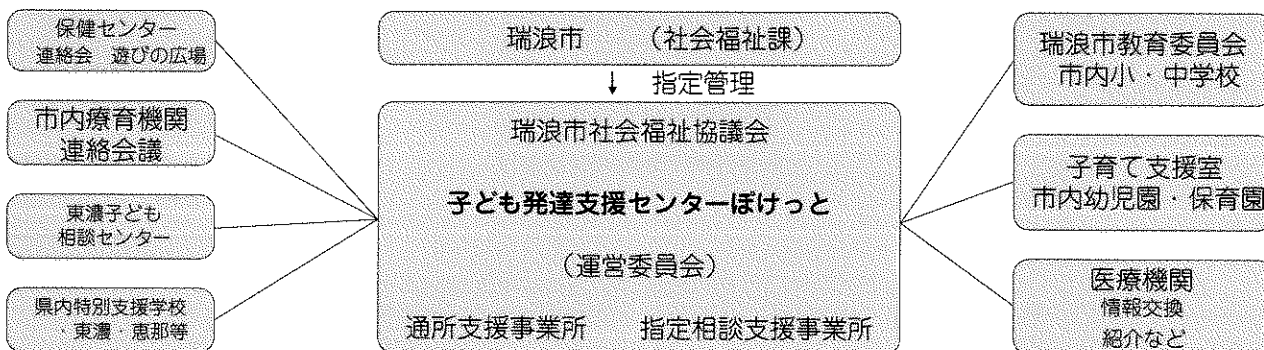 保健センター
連絡会 遊びの広場
市内療育機関
連絡会議
東濃子ども
相談センター
県内特別支援学校
・東濃・恵那等
瑞浪市 （社会福祉課）
↓ 指定管理
瑞浪市社会福祉協議会
子ども発達支援センターぽけっと
（運営委員会）
通所支援事業所 指定相談支援事業所
瑞浪市教育委員会
市内小・中学校
子育て支援室
市内幼児園・保育園
医療機関
情報交換
紹介など